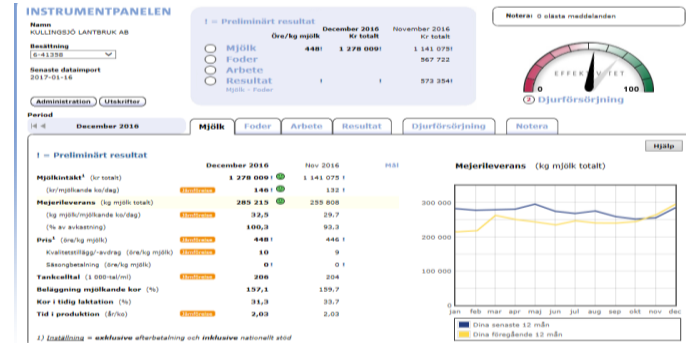 INSTRUMENTPANELEN
Namn
KULLINGSJÖ LANTBRUK AB
Besättning
6-41358
Senaste dataimport
2017-01-16
Administration Utskrifter
! = Preliminärt resultat
December 2016 November 2016
Öre/kg mjölk Kr totalt Kr totalt
Mjölk 448! 1 278 009! 1 141 075!
Foder 567 722
Arbete
Resultat ! ! 573 354!
Mjölk - Foder
Notera: 0 olästa meddelanden
EFFEKTIVITET
0 100
Djurförsörjning
Period
December 2016
Mjölk Foder Arbete Resultat Djurförsörjning Notera
Hjälp
! = Preliminärt resultat
December 2016 Nov 2016 Mål
Mjölkintäkt¹ (kr totalt) 1 278 009 ! 1 141 075 !
(kr/mjölkande ko/dag) Jämförelse 146 ! 132 !
Mejerileverans (kg mjölk totalt) 285 215 255 808
(kg mjölk/mjölkande ko/dag) Jämförelse 32,5 29,7
(% av avkastning) 100,3 93,3
Pris¹ (öre/kg mjölk) Jämförelse 448 ! 446 !
Kvalitetstillägg/-avdrag (öre/kg mjölk) Jämförelse 10 9
Säsongbetalning (öre/kg mjölk) 0 ! 0 !
Tankcelltal (1 000-tal/ml) Jämförelse 206 204
Beläggning mjölkande kor (%) 157,1 159,7
Kor i tidig laktation (%) 31,3 33,7
Tid i produktion (år/ko) Jämförelse 2,03 2,03
1) Inställning = exklusive efterbetalning och inklusive nationellt stöd
Mejerileverans (kg mjölk totalt)
300 000
200 000
100 000
0
jan feb mar apr maj jun jul aug sep okt nov dec
Dina senaste 12 mån
Dina föregående 12 mån